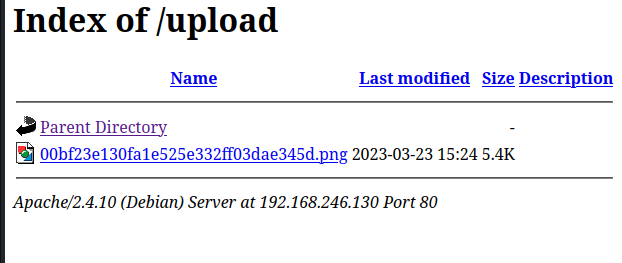 Index of /upload
Name Last modified Size Description
Parent Directory -
00bf23e130fa1e525e332ff03dae345d.png 2023-03-23 15:24 5.4K
Apache/2.4.10 (Debian) Server at 192.168.246.130 Port 80